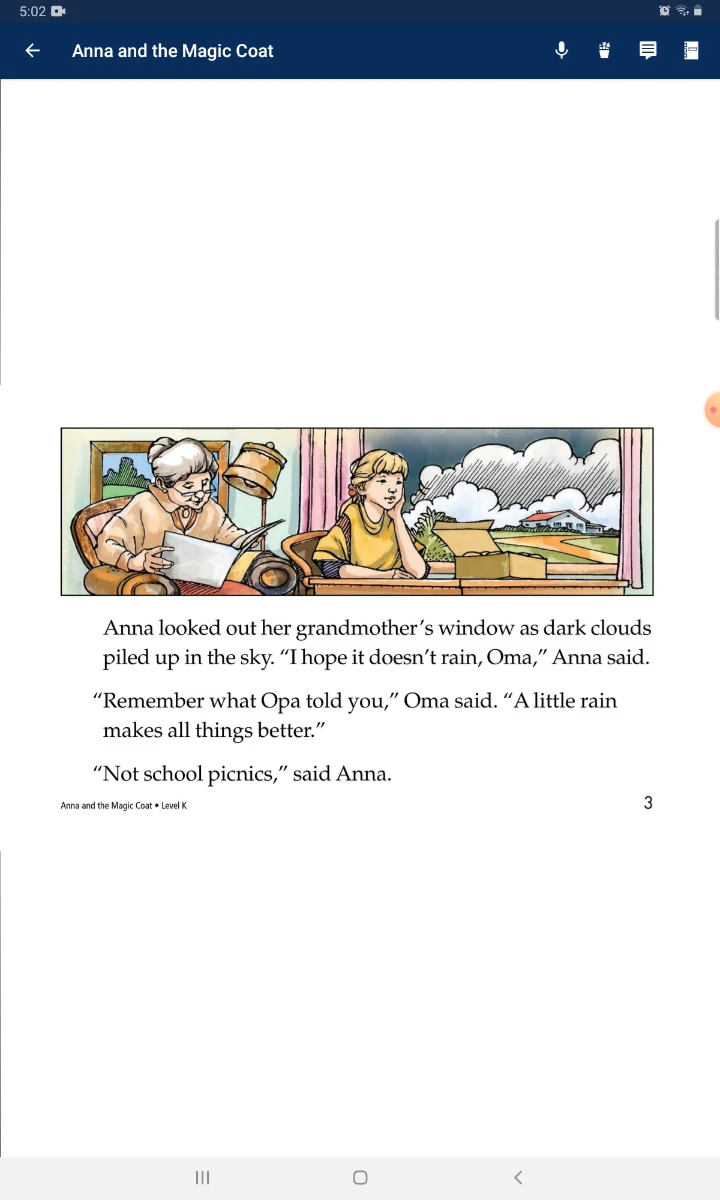 5:02
Anna and the Magic Coat
Anna looked out her grandmother’s window as dark clouds
piled up in the sky. “I hope it doesn’t rain, Oma,” Anna said.
“Remember what Opa told you,” Oma said. “A little rain
makes all things better.”
“Not school picnics,” said Anna.
Anna and the Magic Coat • Level K
3